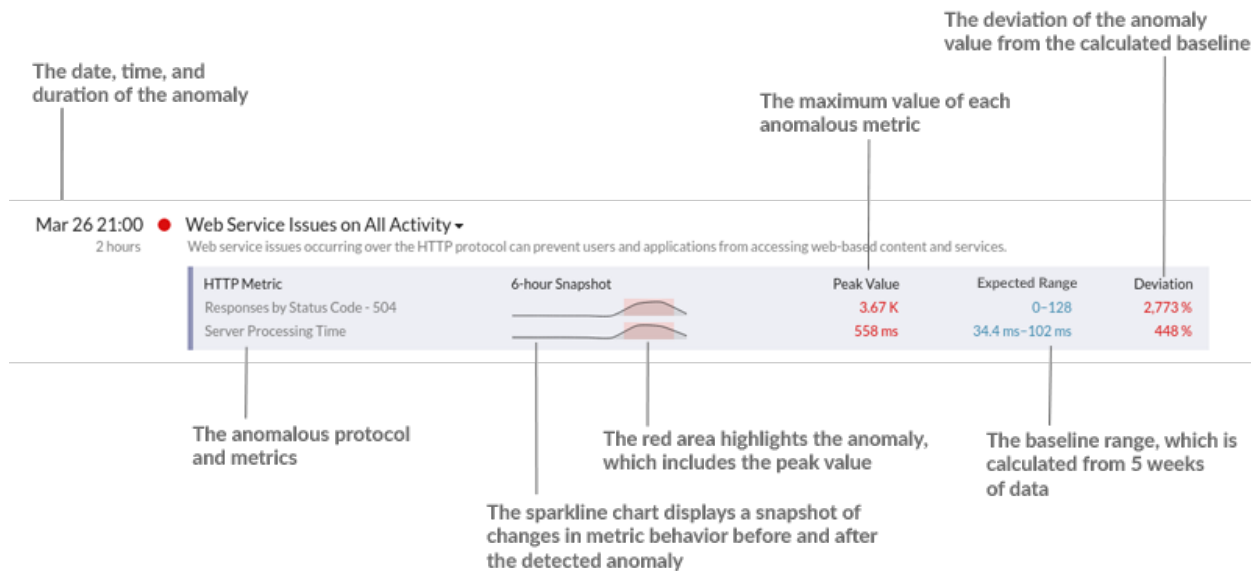 The deviation of the anomaly
value from the calculated baseline
The date, time, and
duration of the anomaly
The maximum value of each
anomalous metric
Mar 26 21:00
2 hours
Web Service Issues on All Activity
Web service issues occurring over the HTTP protocol can prevent users and applications from accessing web-based content and services.
HTTP Metric 6-hour Snapshot Peak Value Expected Range Deviation
Responses by Status Code - 504 3.67 K 0–128 2,773 %
Server Processing Time 558 ms 34.4 ms–102 ms 448 %
The anomalous protocol
and metrics
The red area highlights the anomaly,
which includes the peak value
The baseline range, which is
calculated from 5 weeks
of data
The sparkline chart displays a snapshot of
changes in metric behavior before and after
the detected anomaly